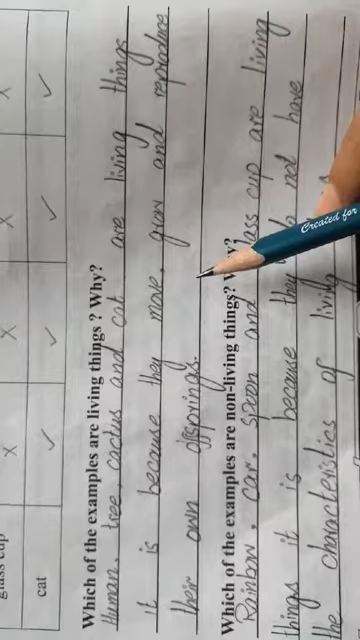 glass cup X X X X
cat ✓ ✓ ✓ ✓
Which of the examples are living things ? Why?
Human, tree, cactus and cat are living things
it is because they move, grow and reproduce
their own offsprings.
Which of the examples are non-living things?
Rainbow, car, spoon and ass cup are living
things it is because they not have
the characteristics of living
Created for